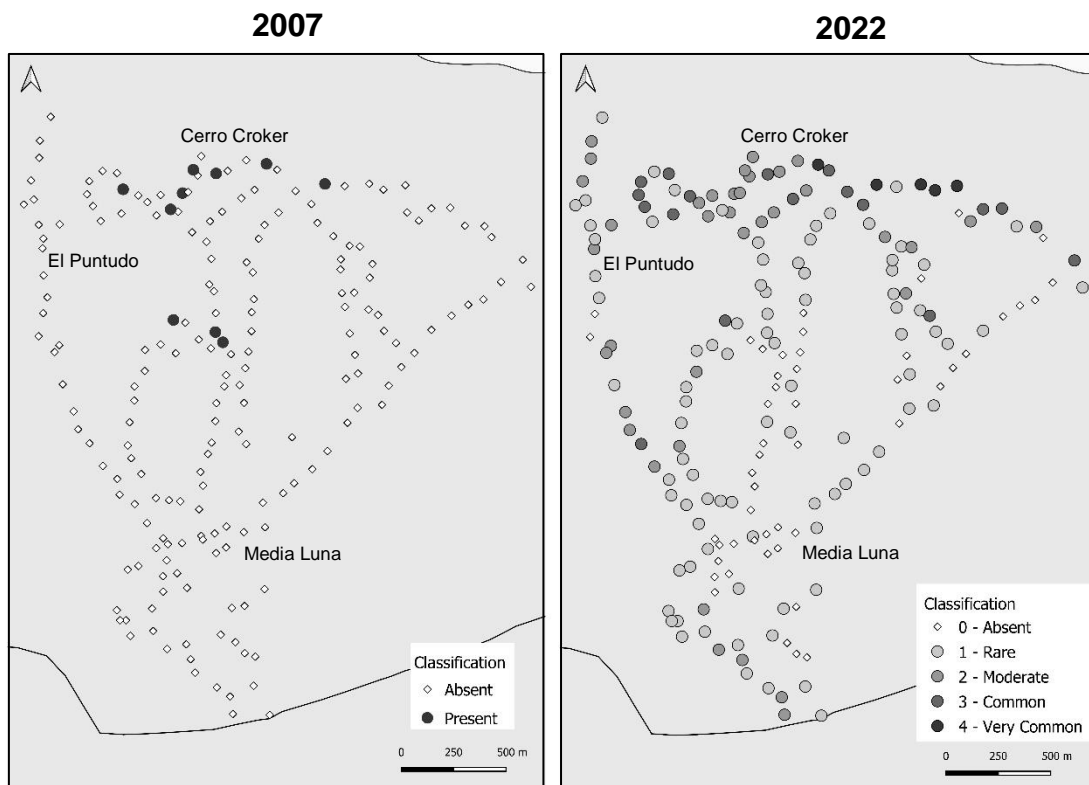 2007
2022
Cerro Croker
El Puntudo
Media Luna
Classification
Absent
Present
0 250 500 m
Cerro Croker
El Puntudo
Media Luna
Classification
0 - Absent
1 - Rare
2 - Moderate
3 - Common
4 - Very Common
0 250 500 m